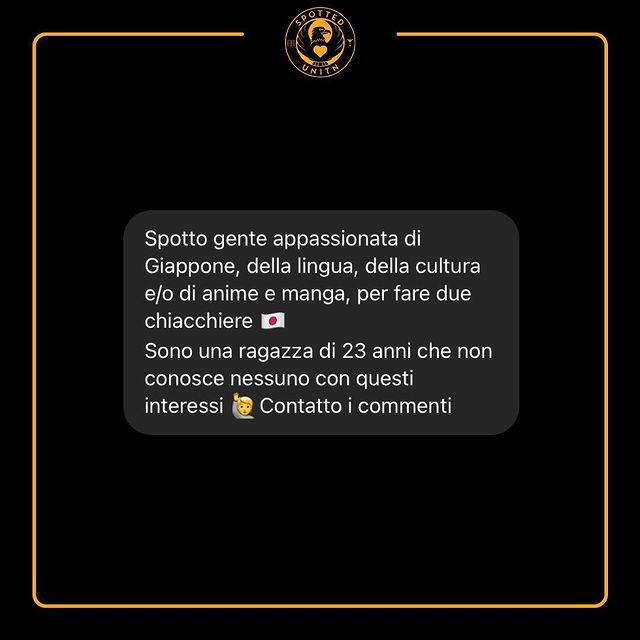 SPOTTED
UNITN
Spotto gente appassionata di
Giappone, della lingua, della cultura
e/o di anime e manga, per fare due
chiacchiere 🇯🇵
Sono una ragazza di 23 anni che non
conosce nessuno con questi
interessi 🙋 Contatto i commenti